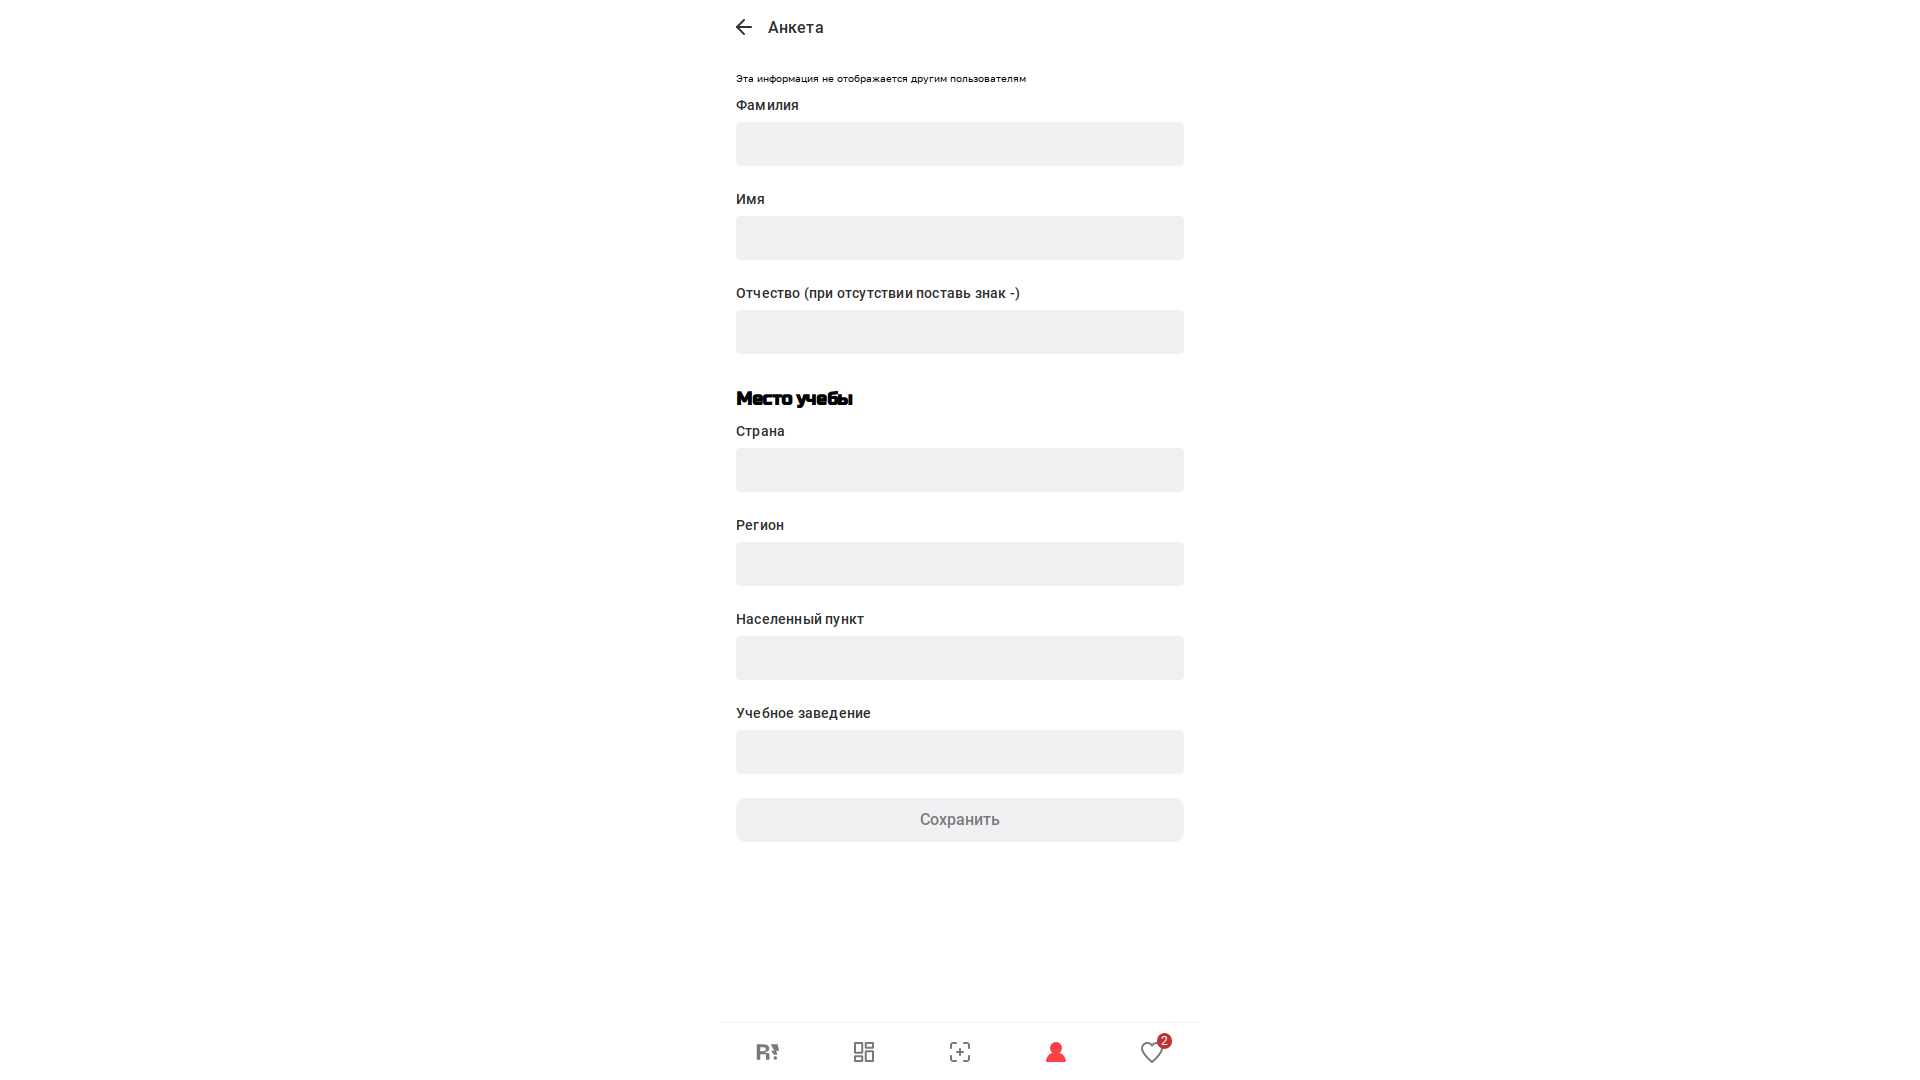 Анкета
Эта информация не отображается другим пользователям
Фамилия
Имя
Отчество (при отсутствии поставь знак -)
Место учебы
Страна
Регион
Населенный пункт
Учебное заведение
Сохранить
R!
2